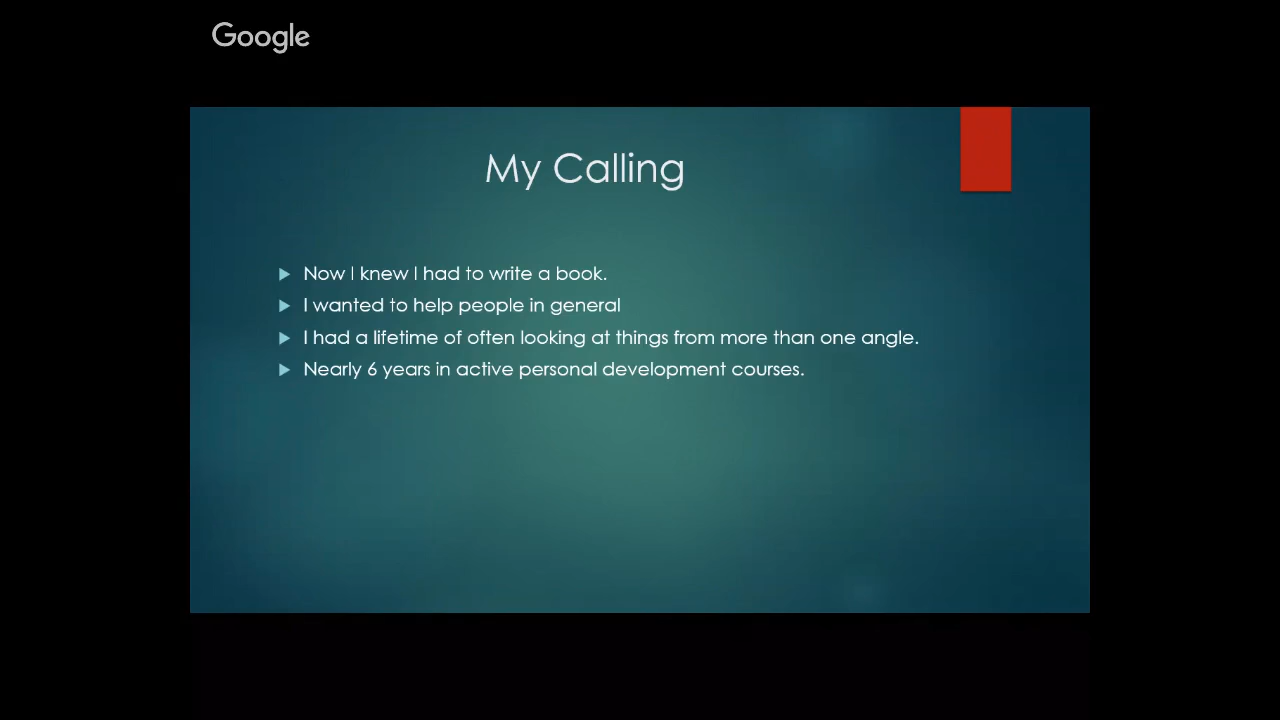 Google
My Calling
Now I knew I had to write a book.
I wanted to help people in general
I had a lifetime of often looking at things from more than one angle.
Nearly 6 years in active personal development courses.